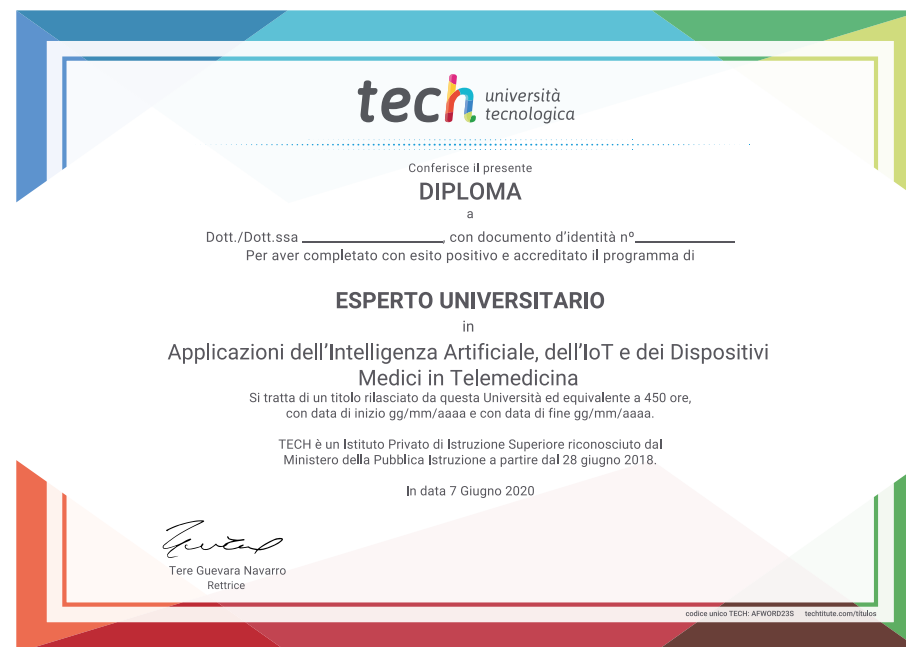 tech università
tecnologica
Conferisce il presente
DIPLOMA
a
Dott./Dott.ssa ________________, con documento d'identità nº____________
Per aver completato con esito positivo e accreditato il programma di
ESPERTO UNIVERSITARIO
in
Applicazioni dell'Intelligenza Artificiale, dell'IoT e dei Dispositivi
Medici in Telemedicina
Si tratta di un titolo rilasciato da questa Università ed equivalente a 450 ore,
con data di inizio gg/mm/aaaa e con data di fine gg/mm/aaaa.
TECH è un Istituto Privato di Istruzione Superiore riconosciuto dal
Ministero della Pubblica Istruzione a partire dal 28 giugno 2018.
In data 7 Giugno 2020
Tere Guevara Navarro
Rettrice
codice unico TECH: AFWORD23S techtitute.com/titulos